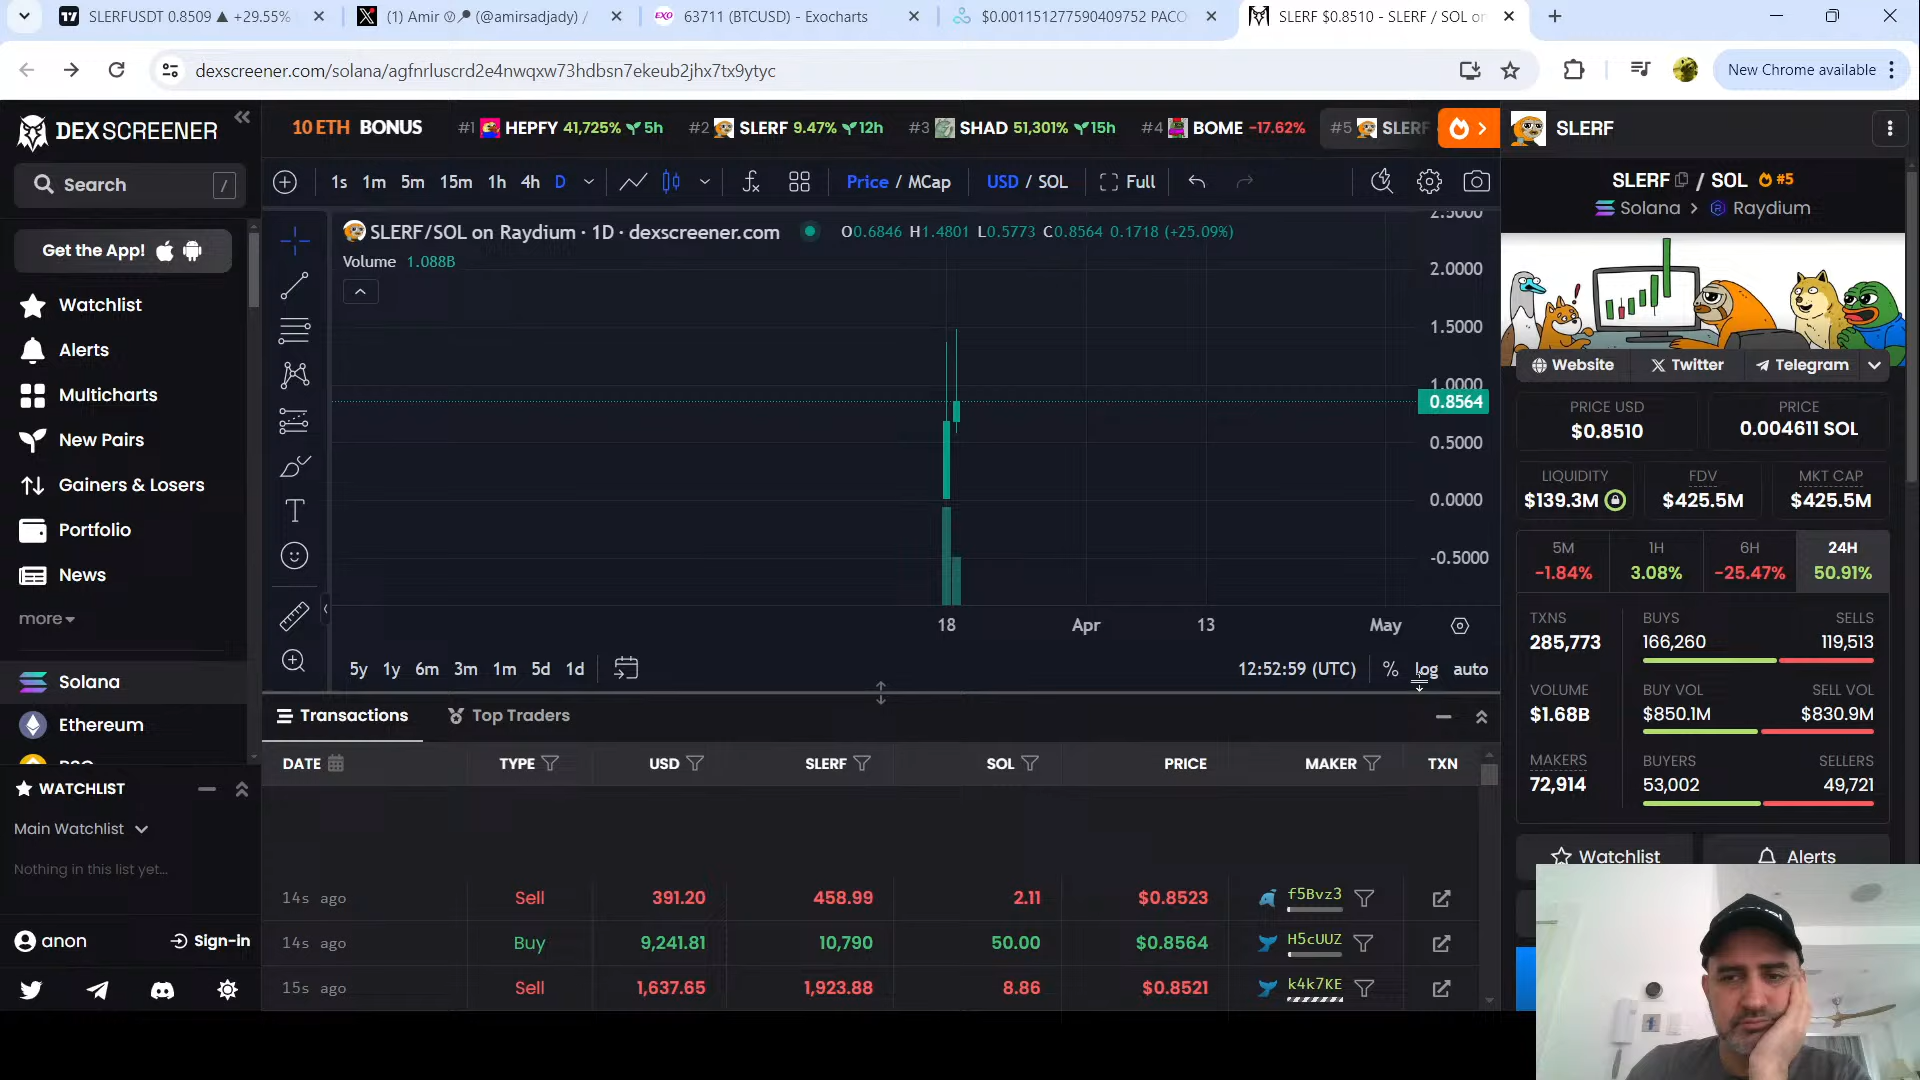 SLERFUSDT 0.8509 ▲ +29.55%
(1) Amir (@amirsadjady) /
63711 (BTCUSD) - Exocharts
$0.001151277590409752 PACO
SLERF $0.8510 - SLERF / SOL on
dexscreener.com/solana/agfnrluscrd2e4nwqxw73hdbsn7ekeub2jhx7tx9ytyc
New Chrome available
DEXSCREENER
10 ETH BONUS
#1 HEPFY 41,725% 5h
#2 SLERF 9.47% 12h
#3 SHAD 51,301% 15h
#4 BOME -17.62%
#5 SLERF
SLERF
Search /
1s 1m 5m 15m 1h 4h D
Price / MCap
USD / SOL
Full
SLERF / SOL #5
Solana > Raydium
Get the App!
SLERF/SOL on Raydium · 1D · dexscreener.com
O0.6846 H1.4801 L0.5773 C0.8564 0.1718 (+25.09%)
Volume 1.088B
Watchlist
Alerts
Multicharts
New Pairs
Gainers & Losers
Portfolio
News
more
Solana
Ethereum
2.5000
2.0000
1.5000
1.0000
0.8564
0.5000
0.0000
-0.5000
18 Apr 13 May
5y 1y 6m 3m 1m 5d 1d
12:52:59 (UTC) % log auto
Website Twitter Telegram
PRICE USD
$0.8510
PRICE
0.004611 SOL
LIQUIDITY
$139.3M
FDV
$425.5M
MKT CAP
$425.5M
5M
-1.84%
1H
3.08%
6H
-25.47%
24H
50.91%
TXNS
285,773
BUYS
166,260
SELLS
119,513
VOLUME
$1.68B
BUY VOL
$850.1M
SELL VOL
$830.9M
MAKERS
72,914
BUYERS
53,002
SELLERS
49,721
Watchlist Alerts
Transactions Top Traders
DATE TYPE USD SLERF SOL PRICE MAKER TXN
14s ago Sell 391.20 458.99 2.11 $0.8523 f5Bvz3
14s ago Buy 9,241.81 10,790 50.00 $0.8564 H5cUUZ
15s ago Sell 1,637.65 1,923.88 8.86 $0.8521 k4k7KE
WATCHLIST
Main Watchlist
Nothing in this list yet...
anon Sign-in